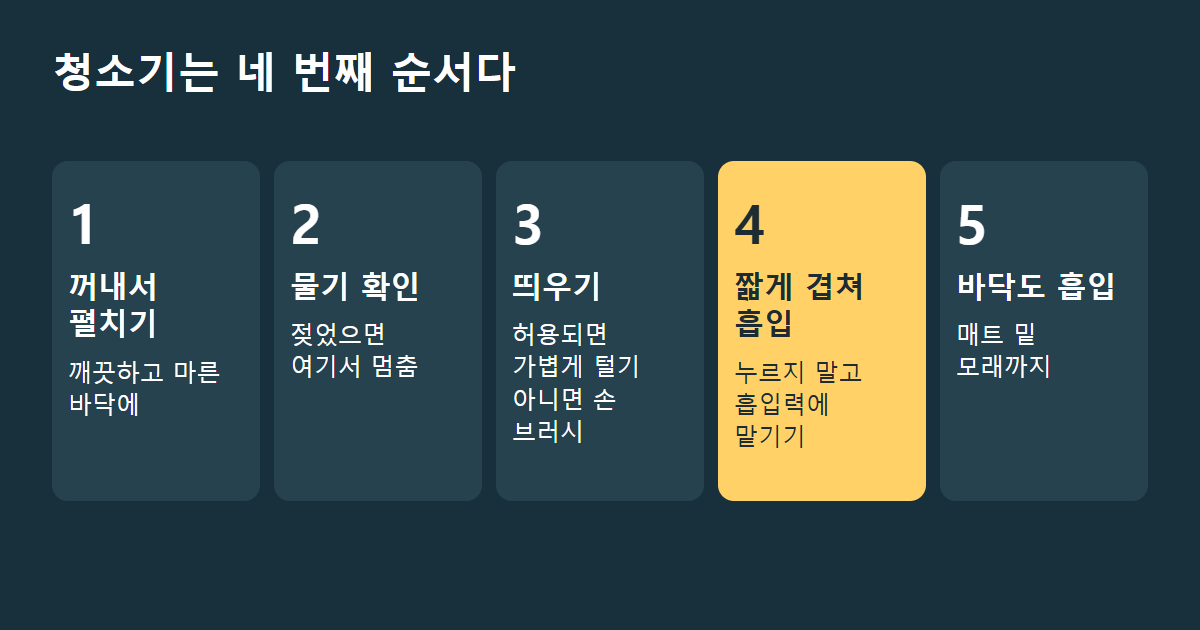 청소기는 네 번째 순서다
1
꺼내서
펼치기
깨끗하고 마른
바닥에
2
물기 확인
젖었으면
여기서 멈춤
3
띄우기
허용되면
가볍게 털기
아니면 손
브러시
4
짧게 겹쳐
흡입
누르지 말고
흡입력에
맡기기
5
바닥도 흡입
매트 밑
모래까지